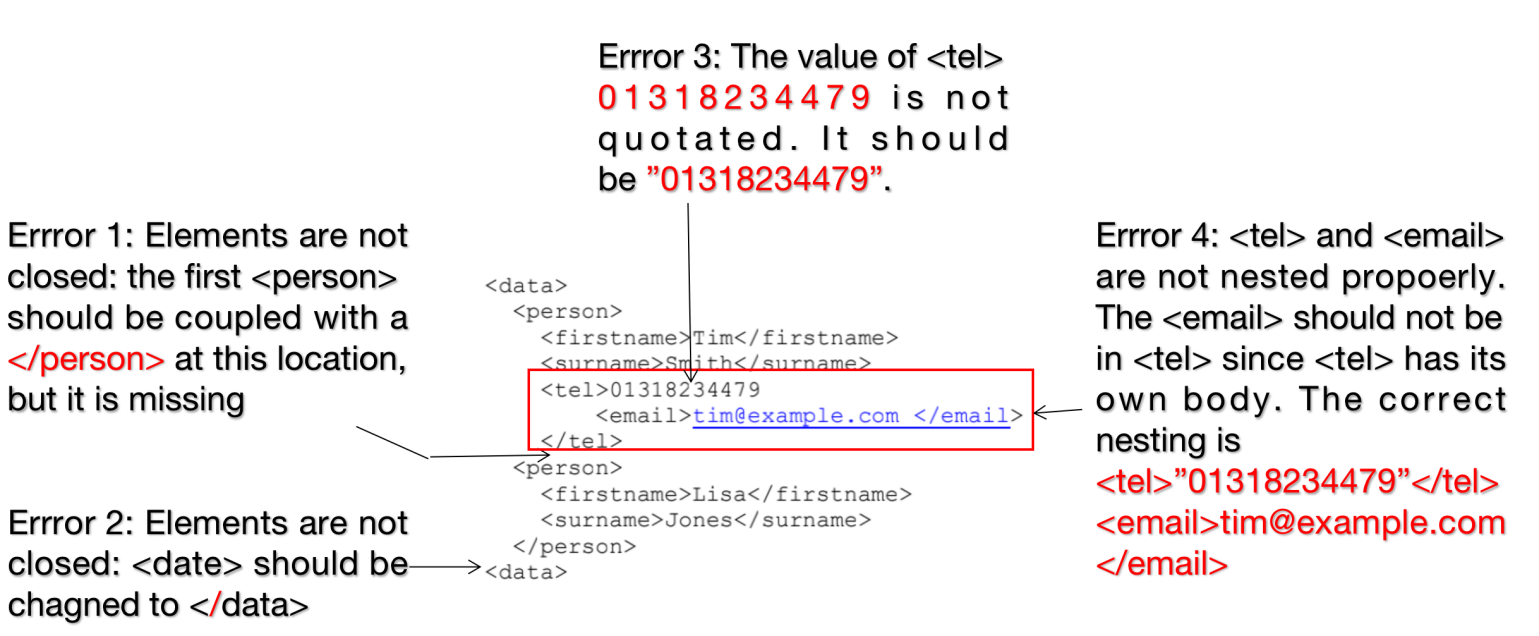 Errror 3: The value of <tel>
01318234479 is not
quotated. It should
be ”01318234479”.
Errror 1: Elements are not
closed: the first <person>
should be coupled with a
</person> at this location,
but it is missing
Errror 2: Elements are not
closed: <date> should be
chagned to </data>
<data>
<person>
<firstname>Tim</firstname>
<surname>Smith</surname>
<tel>01318234479
<email>tim@example.com </email>
</tel>
<person>
<firstname>Lisa</firstname>
<surname>Jones</surname>
</person>
<data>
Errror 4: <tel> and <email>
are not nested propoerly.
The <email> should not be
in <tel> since <tel> has its
own body. The correct
nesting is
<tel>”01318234479”</tel>
<email>tim@example.com
</email>